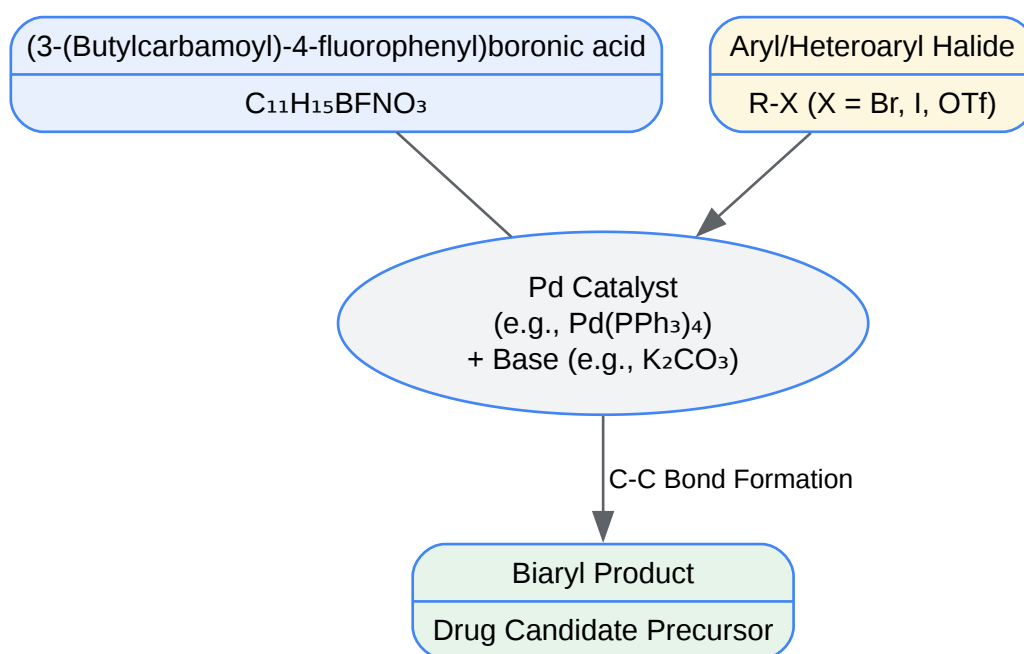 (3-(Butylcarbamoyl)-4-fluorophenyl)boronic acid
C₁₁H₁₅BFNO₃
Aryl/Heteroaryl Halide
R-X (X = Br, I, OTf)
Pd Catalyst
(e.g., Pd(PPh₃)₄)
+ Base (e.g., K₂CO₃)
C-C Bond Formation
Biaryl Product
Drug Candidate Precursor